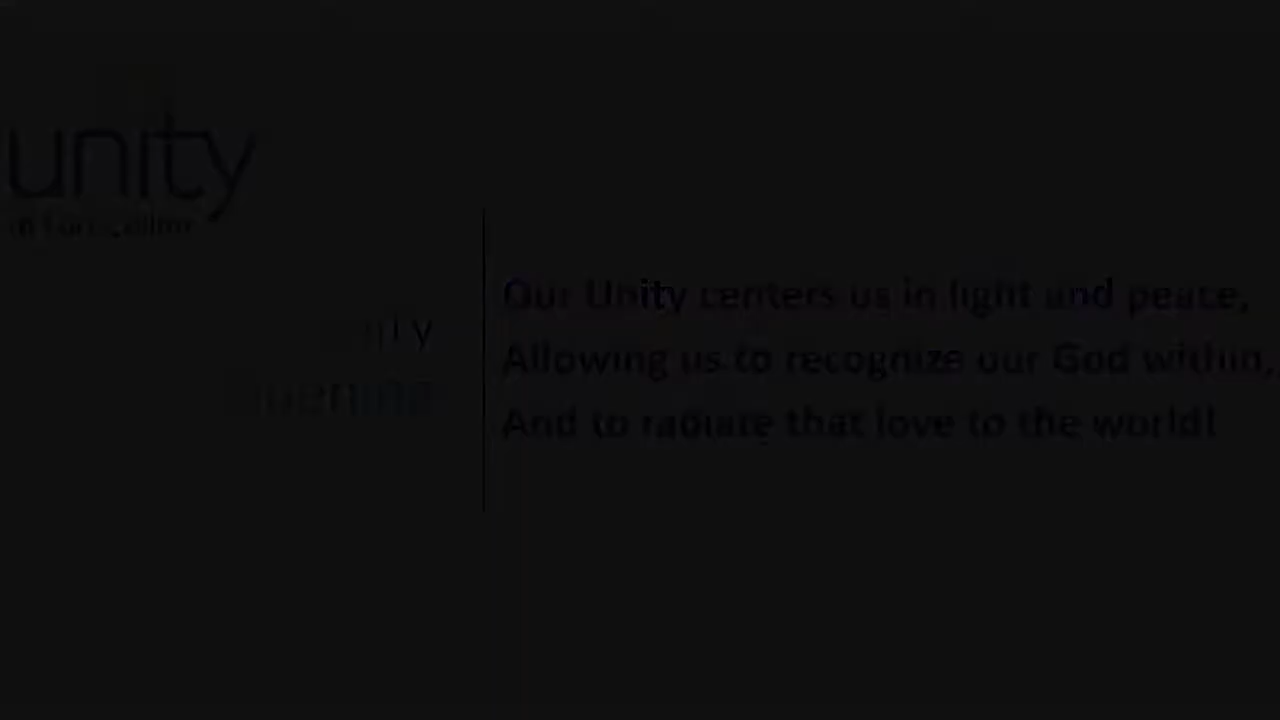 unity
Our Unity centers us in light and peace,
Allowing us to recognize our God within,
And to radiate that love to the world!